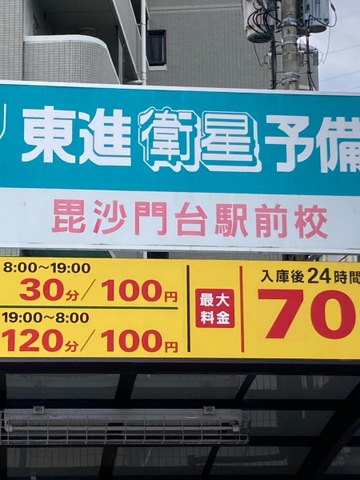 東進衛星予備
毘沙門台駅前校
8:00〜19:00
30分/100円
19:00〜8:00
120分/100円
最大
料金
入庫後24時間
70